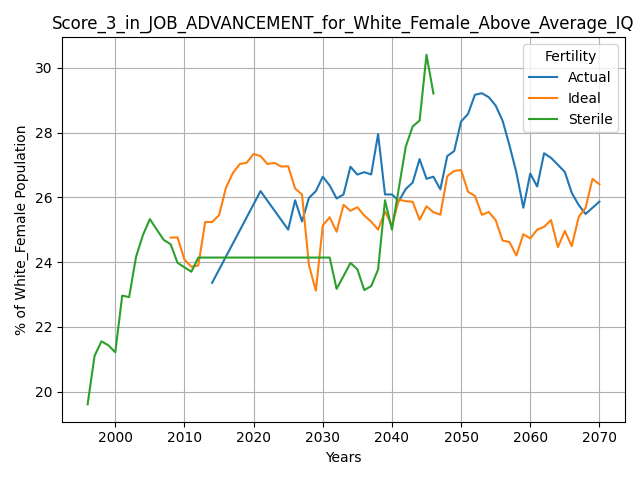 Score_3_in_JOB_ADVANCEMENT_for_White_Female_Above_Average_IQ
Fertility
Actual
Ideal
Sterile
% of White_Female Population
30
28
26
24
22
20
2000 2010 2020 2030 2040 2050 2060 2070
Years